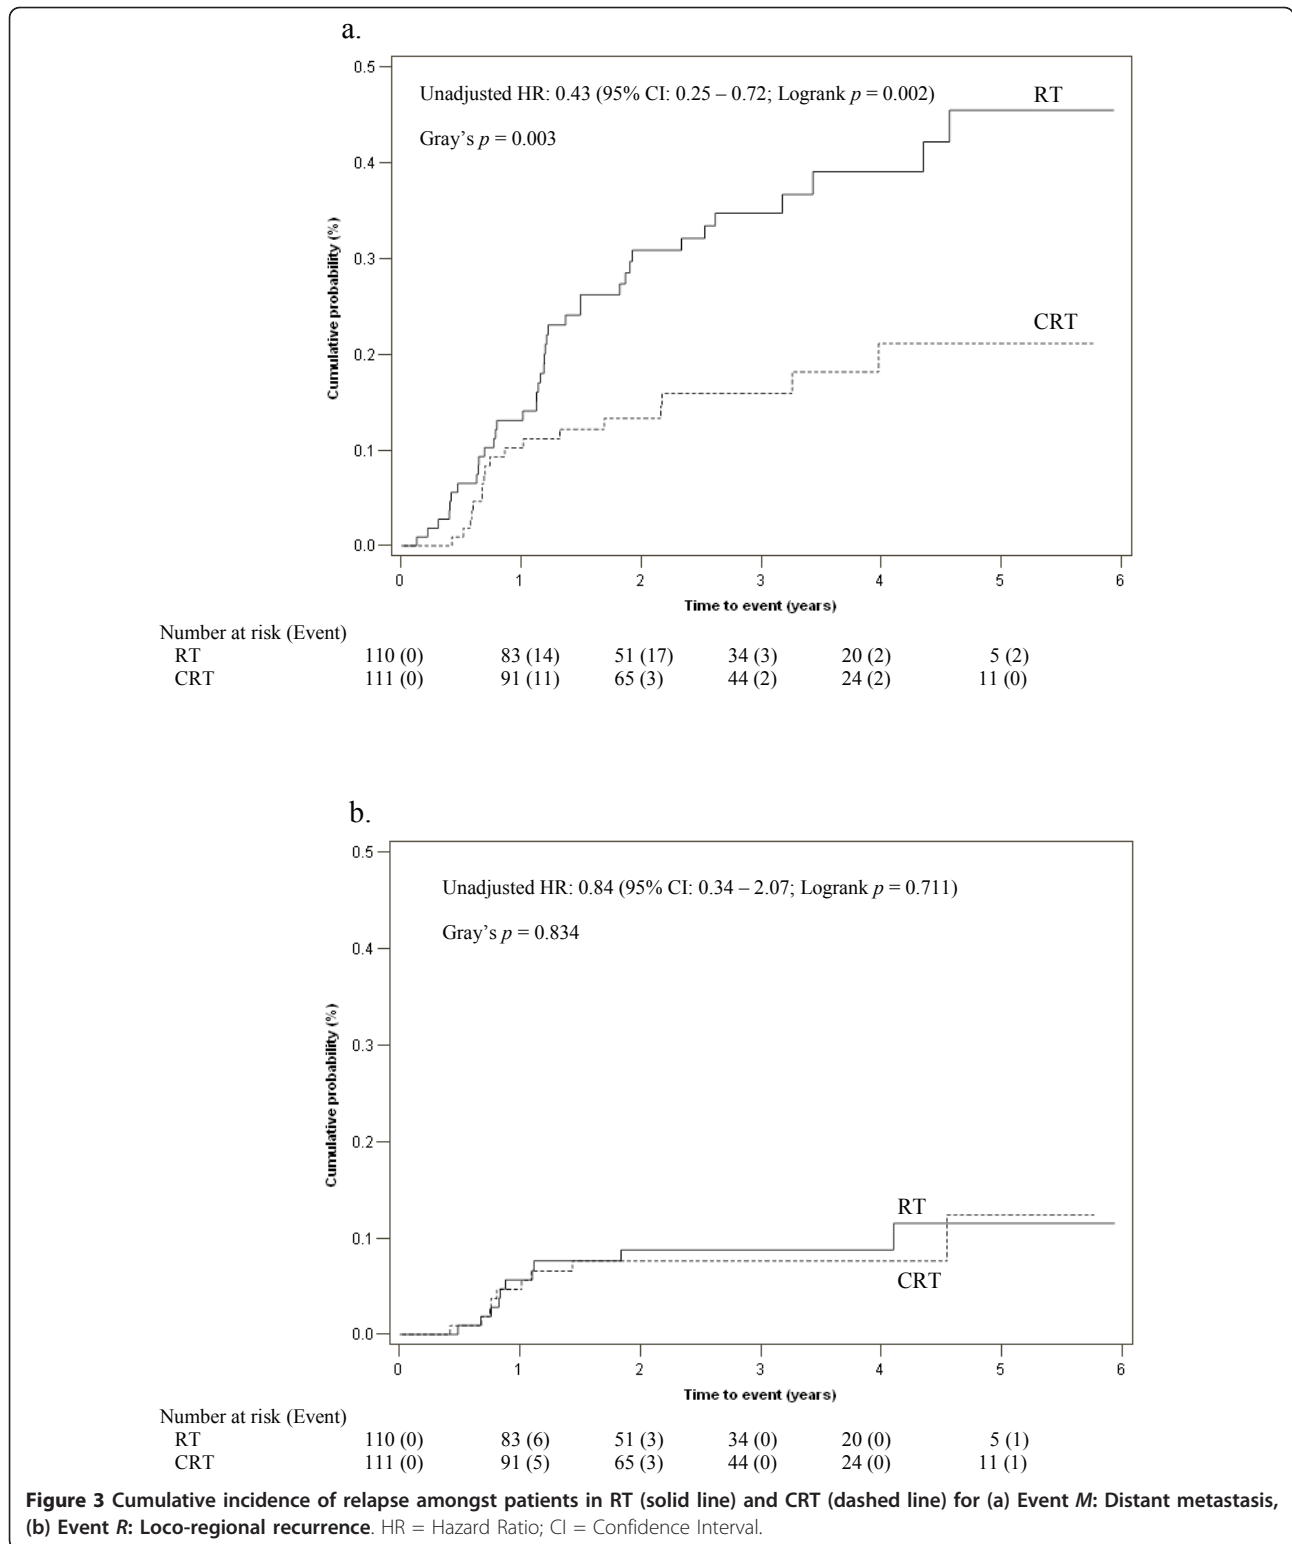 a.
0.5
0.4
0.3
0.2
0.1
0.0
Cumulative probability (%)
Unadjusted HR: 0.43 (95% CI: 0.25 – 0.72; Logrank p = 0.002)
Gray's p = 0.003
RT
CRT
0 1 2 3 4 5 6
Time to event (years)
Number at risk (Event)
RT 110 (0) 83 (14) 51 (17) 34 (3) 20 (2) 5 (2)
CRT 111 (0) 91 (11) 65 (3) 44 (2) 24 (2) 11 (0)
b.
0.5
0.4
0.3
0.2
0.1
0.0
Cumulative probability (%)
Unadjusted HR: 0.84 (95% CI: 0.34 – 2.07; Logrank p = 0.711)
Gray's p = 0.834
RT
CRT
0 1 2 3 4 5 6
Time to event (years)
Number at risk (Event)
RT 110 (0) 83 (6) 51 (3) 34 (0) 20 (0) 5 (1)
CRT 111 (0) 91 (5) 65 (3) 44 (0) 24 (0) 11 (1)
Figure 3 Cumulative incidence of relapse amongst patients in RT (solid line) and CRT (dashed line) for (a) Event M: Distant metastasis,
(b) Event R: Loco-regional recurrence. HR = Hazard Ratio; CI = Confidence Interval.